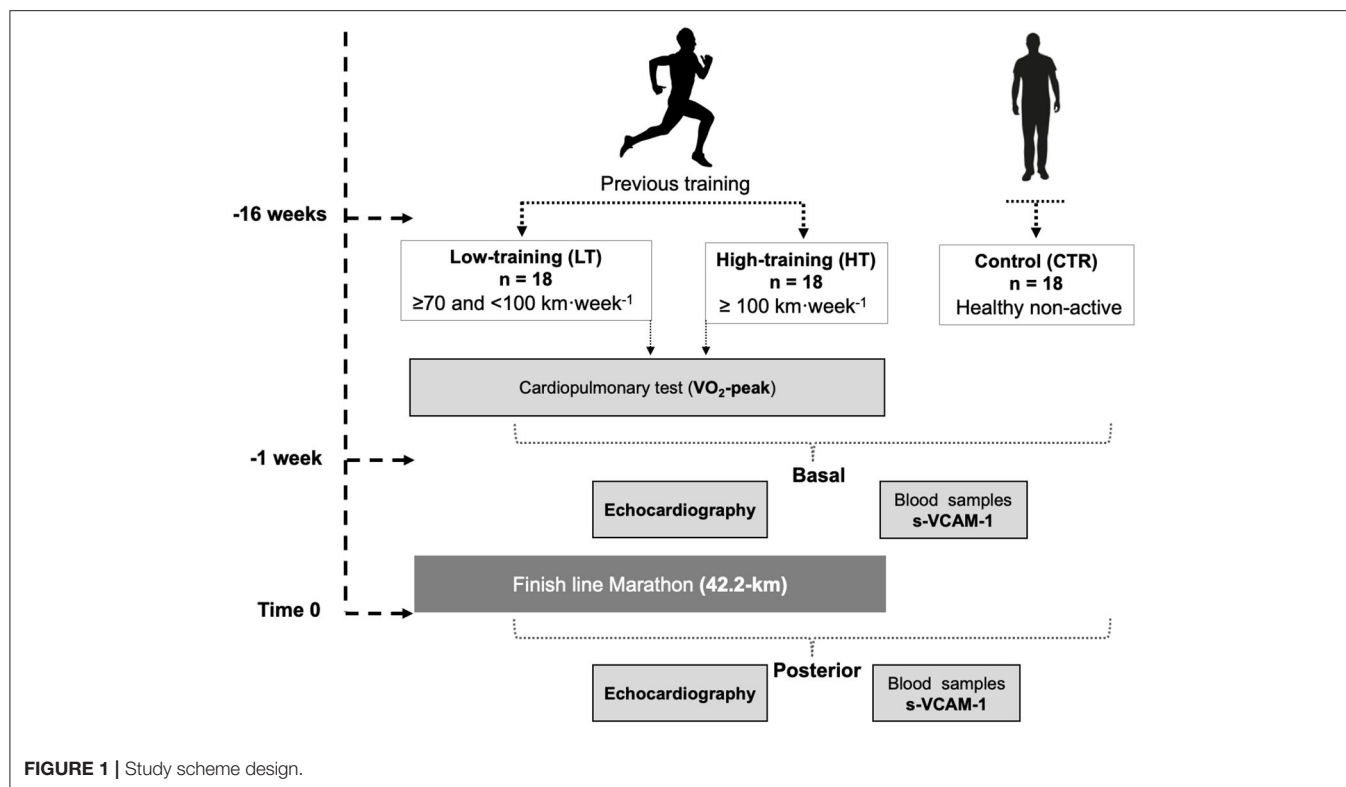 Previous training
-16 weeks
Low-training (LT)
n = 18
≥70 and <100 km·week⁻¹
High-training (HT)
n = 18
≥ 100 km·week⁻¹
Control (CTR)
n = 18
Healthy non-active
Cardiopulmonary test (VO₂-peak)
-1 week
Basal
Echocardiography
Blood samples
s-VCAM-1
Finish line Marathon (42.2-km)
Time 0
Posterior
Echocardiography
Blood samples
s-VCAM-1
FIGURE 1 | Study scheme design.